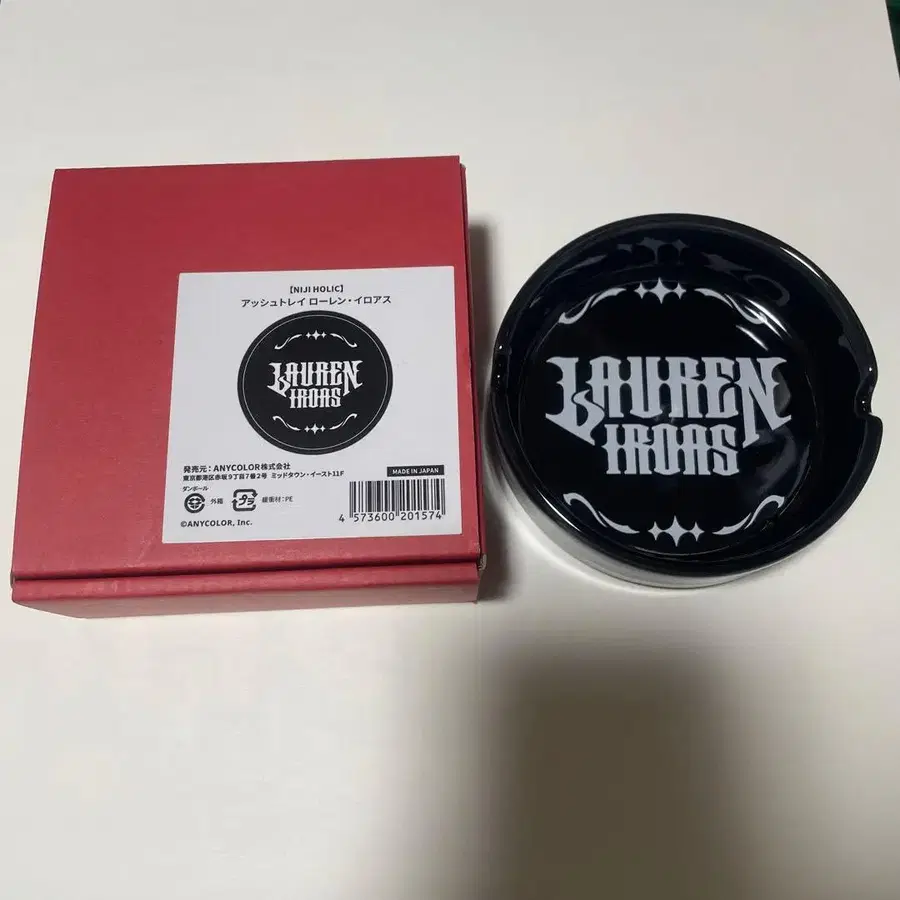 【NIJI HOLIC】
アッシュトレイ ローレン・イロアス
LAUREN
IROAS
発売元：ANYCOLOR株式会社
東京都港区赤坂9丁目7番2号 ミッドタウン・イースト11F
MADE IN JAPAN
ダンボール
外箱
プラ
緩衝材：PE
4 573600 201574
©ANYCOLOR, Inc.
LAUREN
IROAS